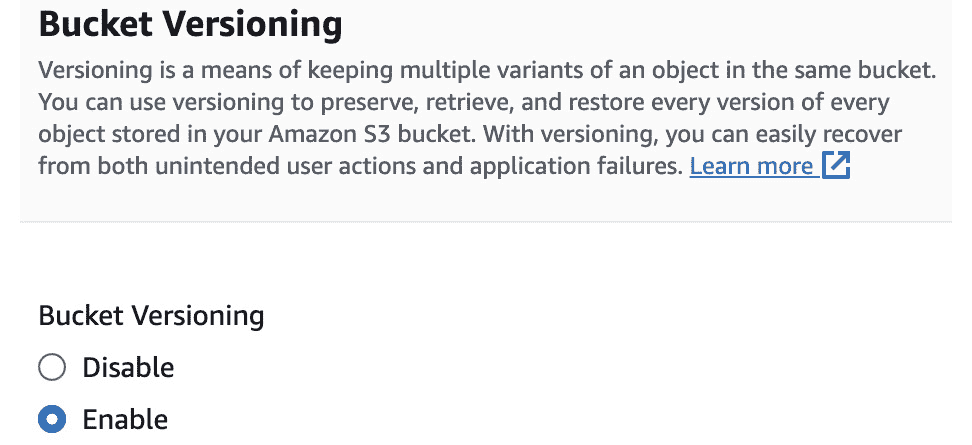 Bucket Versioning
Versioning is a means of keeping multiple variants of an object in the same bucket.
You can use versioning to preserve, retrieve, and restore every version of every
object stored in your Amazon S3 bucket. With versioning, you can easily recover
from both unintended user actions and application failures. Learn more
Bucket Versioning
Disable
Enable